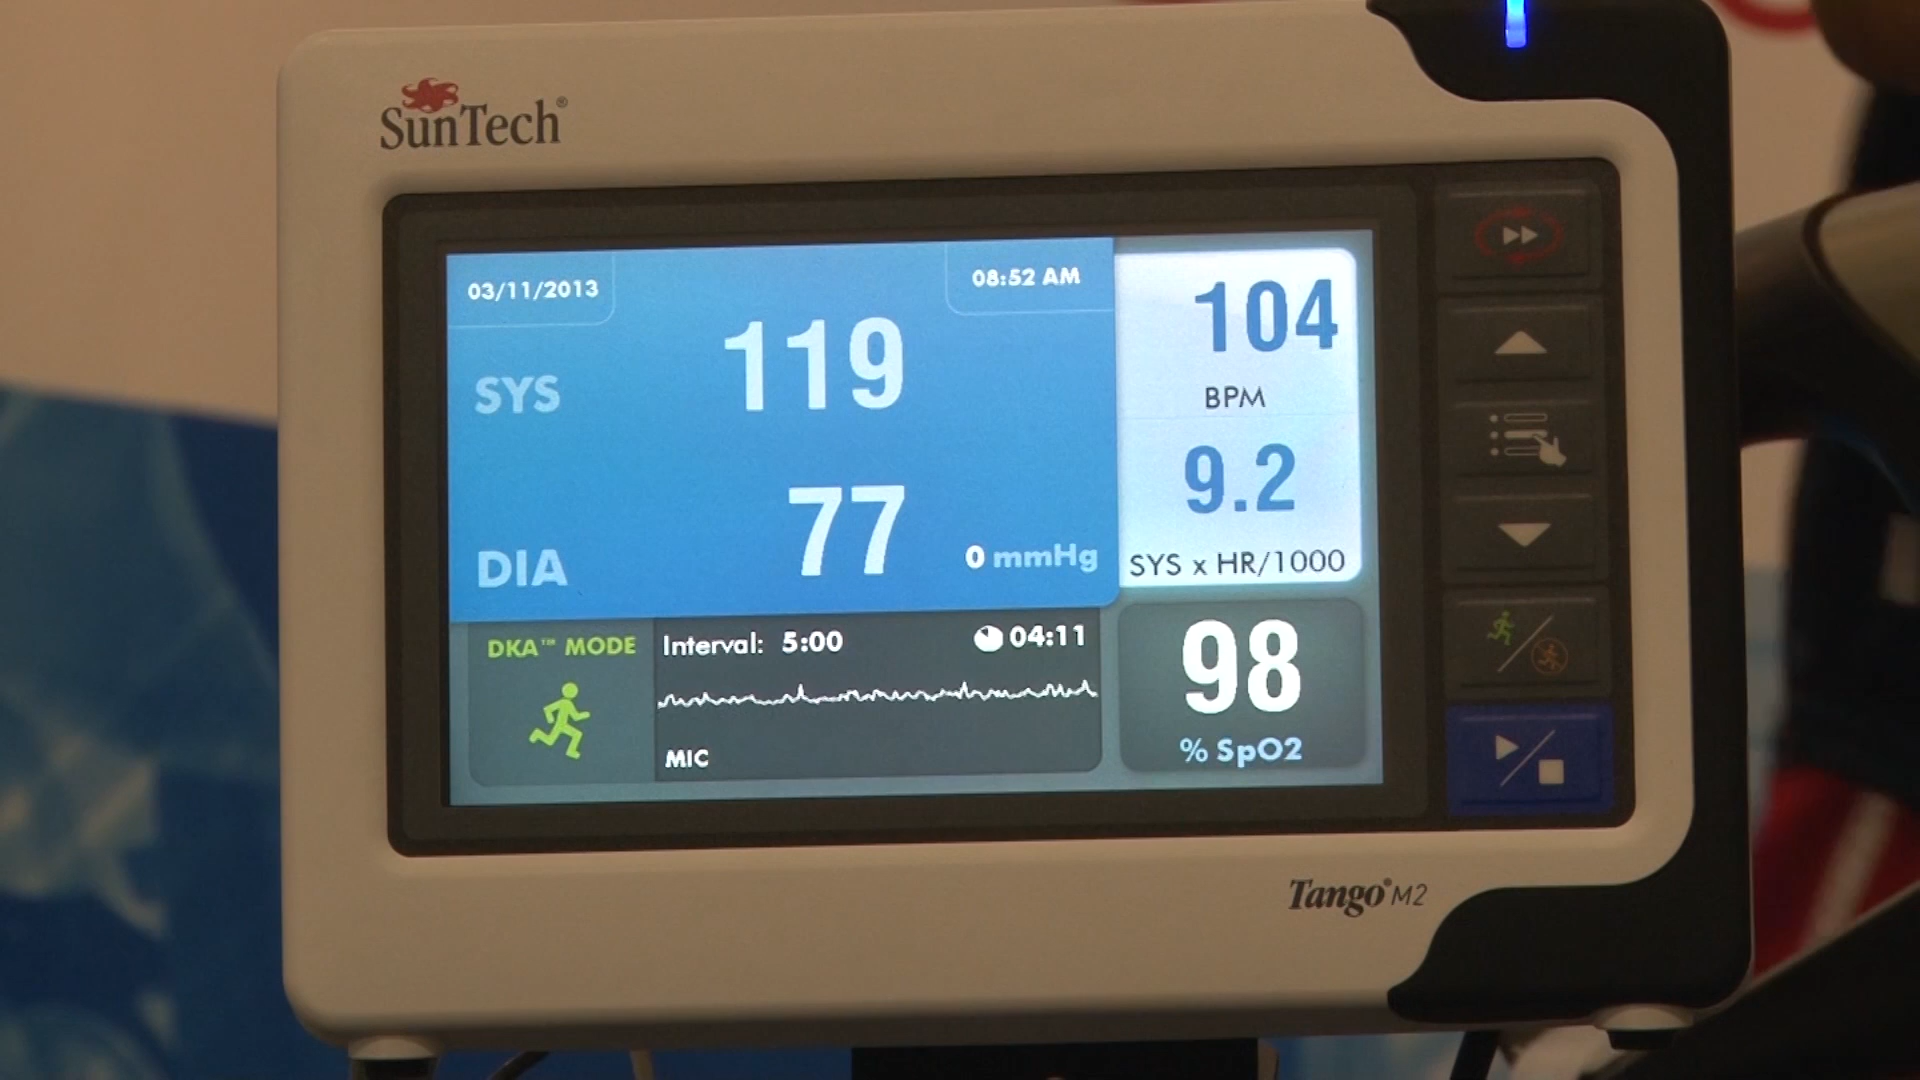 SunTech®
03/11/2013
08:52 AM
SYS
119
DIA
77
0 mmHg
104
BPM
9.2
SYS x HR/1000
DKA™ MODE
Interval: 5:00
04:11
MIC
98
% SpO2
Tango® M2